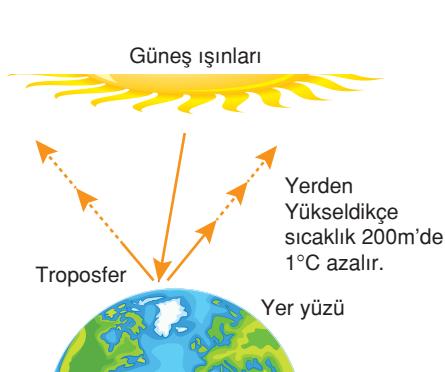 Güneş ışınları
Yerden
Yükseldikçe
sıcaklık 200m’de
1°C azalır.
Troposfer
Yer yüzü